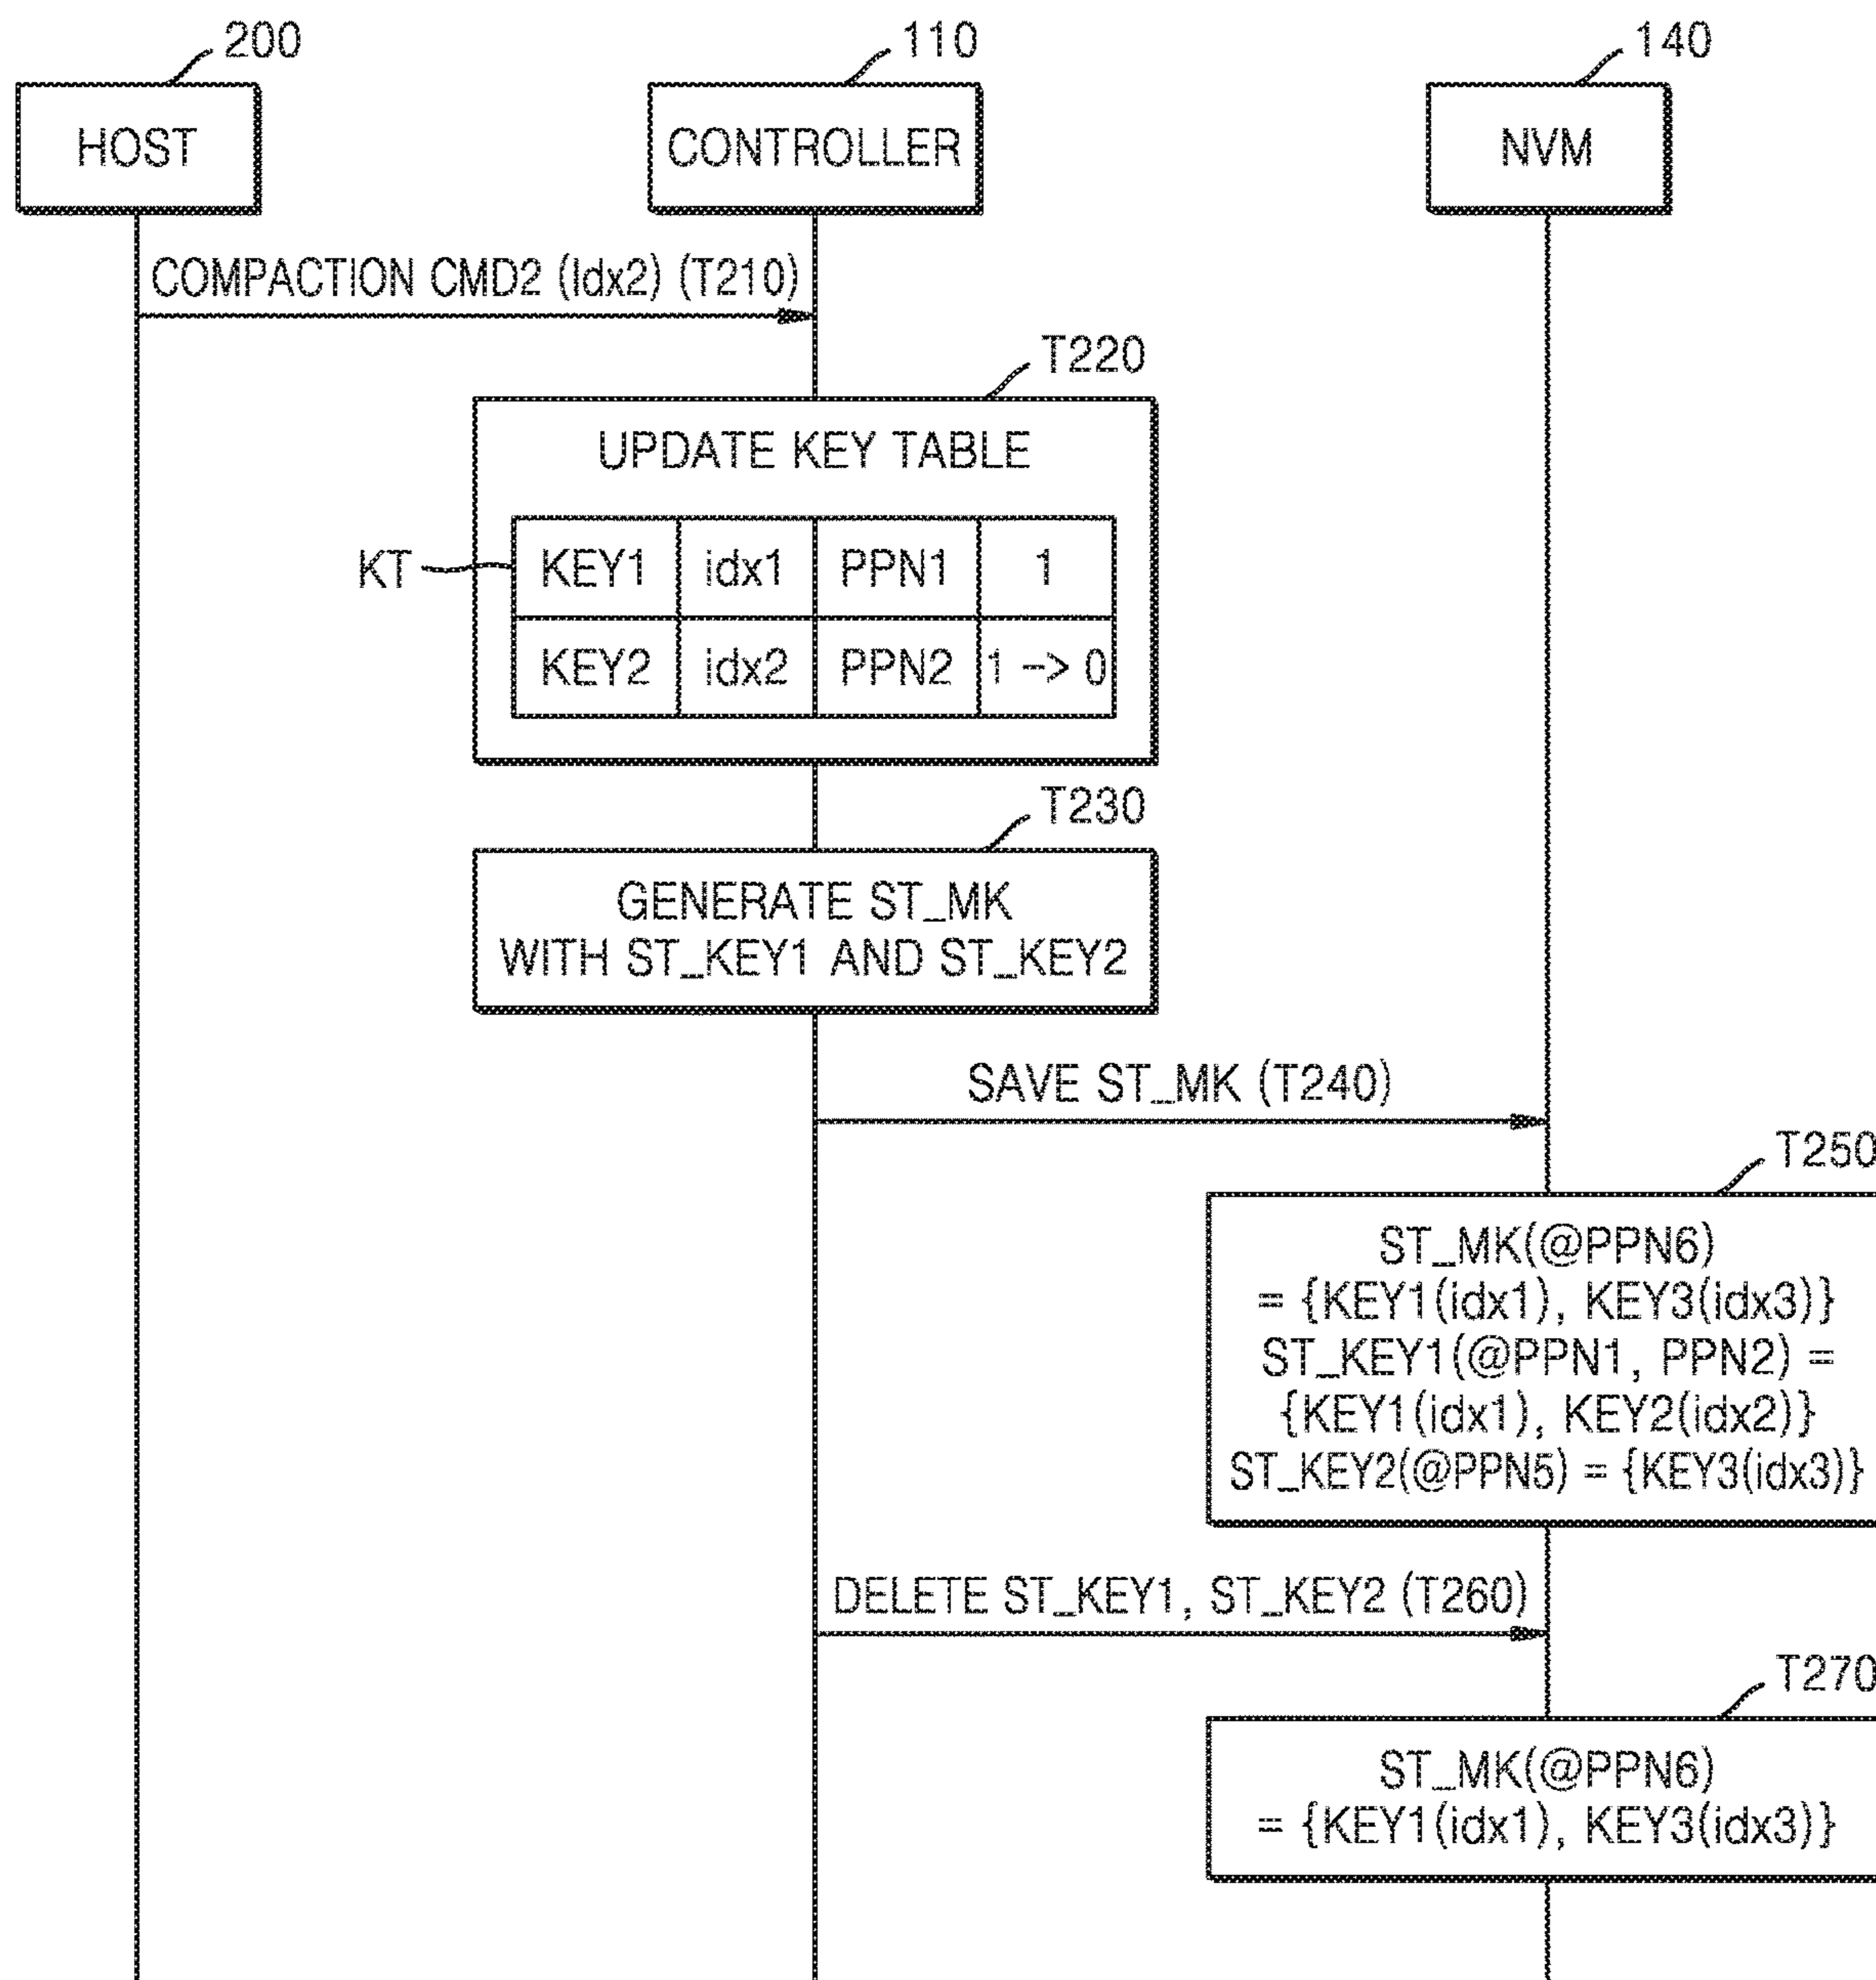 200
110
140
HOST
CONTROLLER
NVM
COMPACTION CMD2 (Idx2) (T210)
T220
UPDATE KEY TABLE
KT
KEY1 idx1 PPN1 1
KEY2 idx2 PPN2 1 -> 0
T230
GENERATE ST_MK
WITH ST_KEY1 AND ST_KEY2
SAVE ST_MK (T240)
T250
ST_MK(@PPN6)
= {KEY1(idx1), KEY3(idx3)}
ST_KEY1(@PPN1, PPN2) =
{KEY1(idx1), KEY2(idx2)}
ST_KEY2(@PPN5) = {KEY3(idx3)}
DELETE ST_KEY1, ST_KEY2 (T260)
T270
ST_MK(@PPN6)
= {KEY1(idx1), KEY3(idx3)}